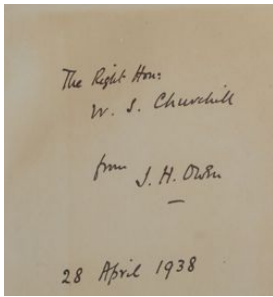 The Right Hon:
W. S. Churchill
from
J. H. Owen
28 April 1938